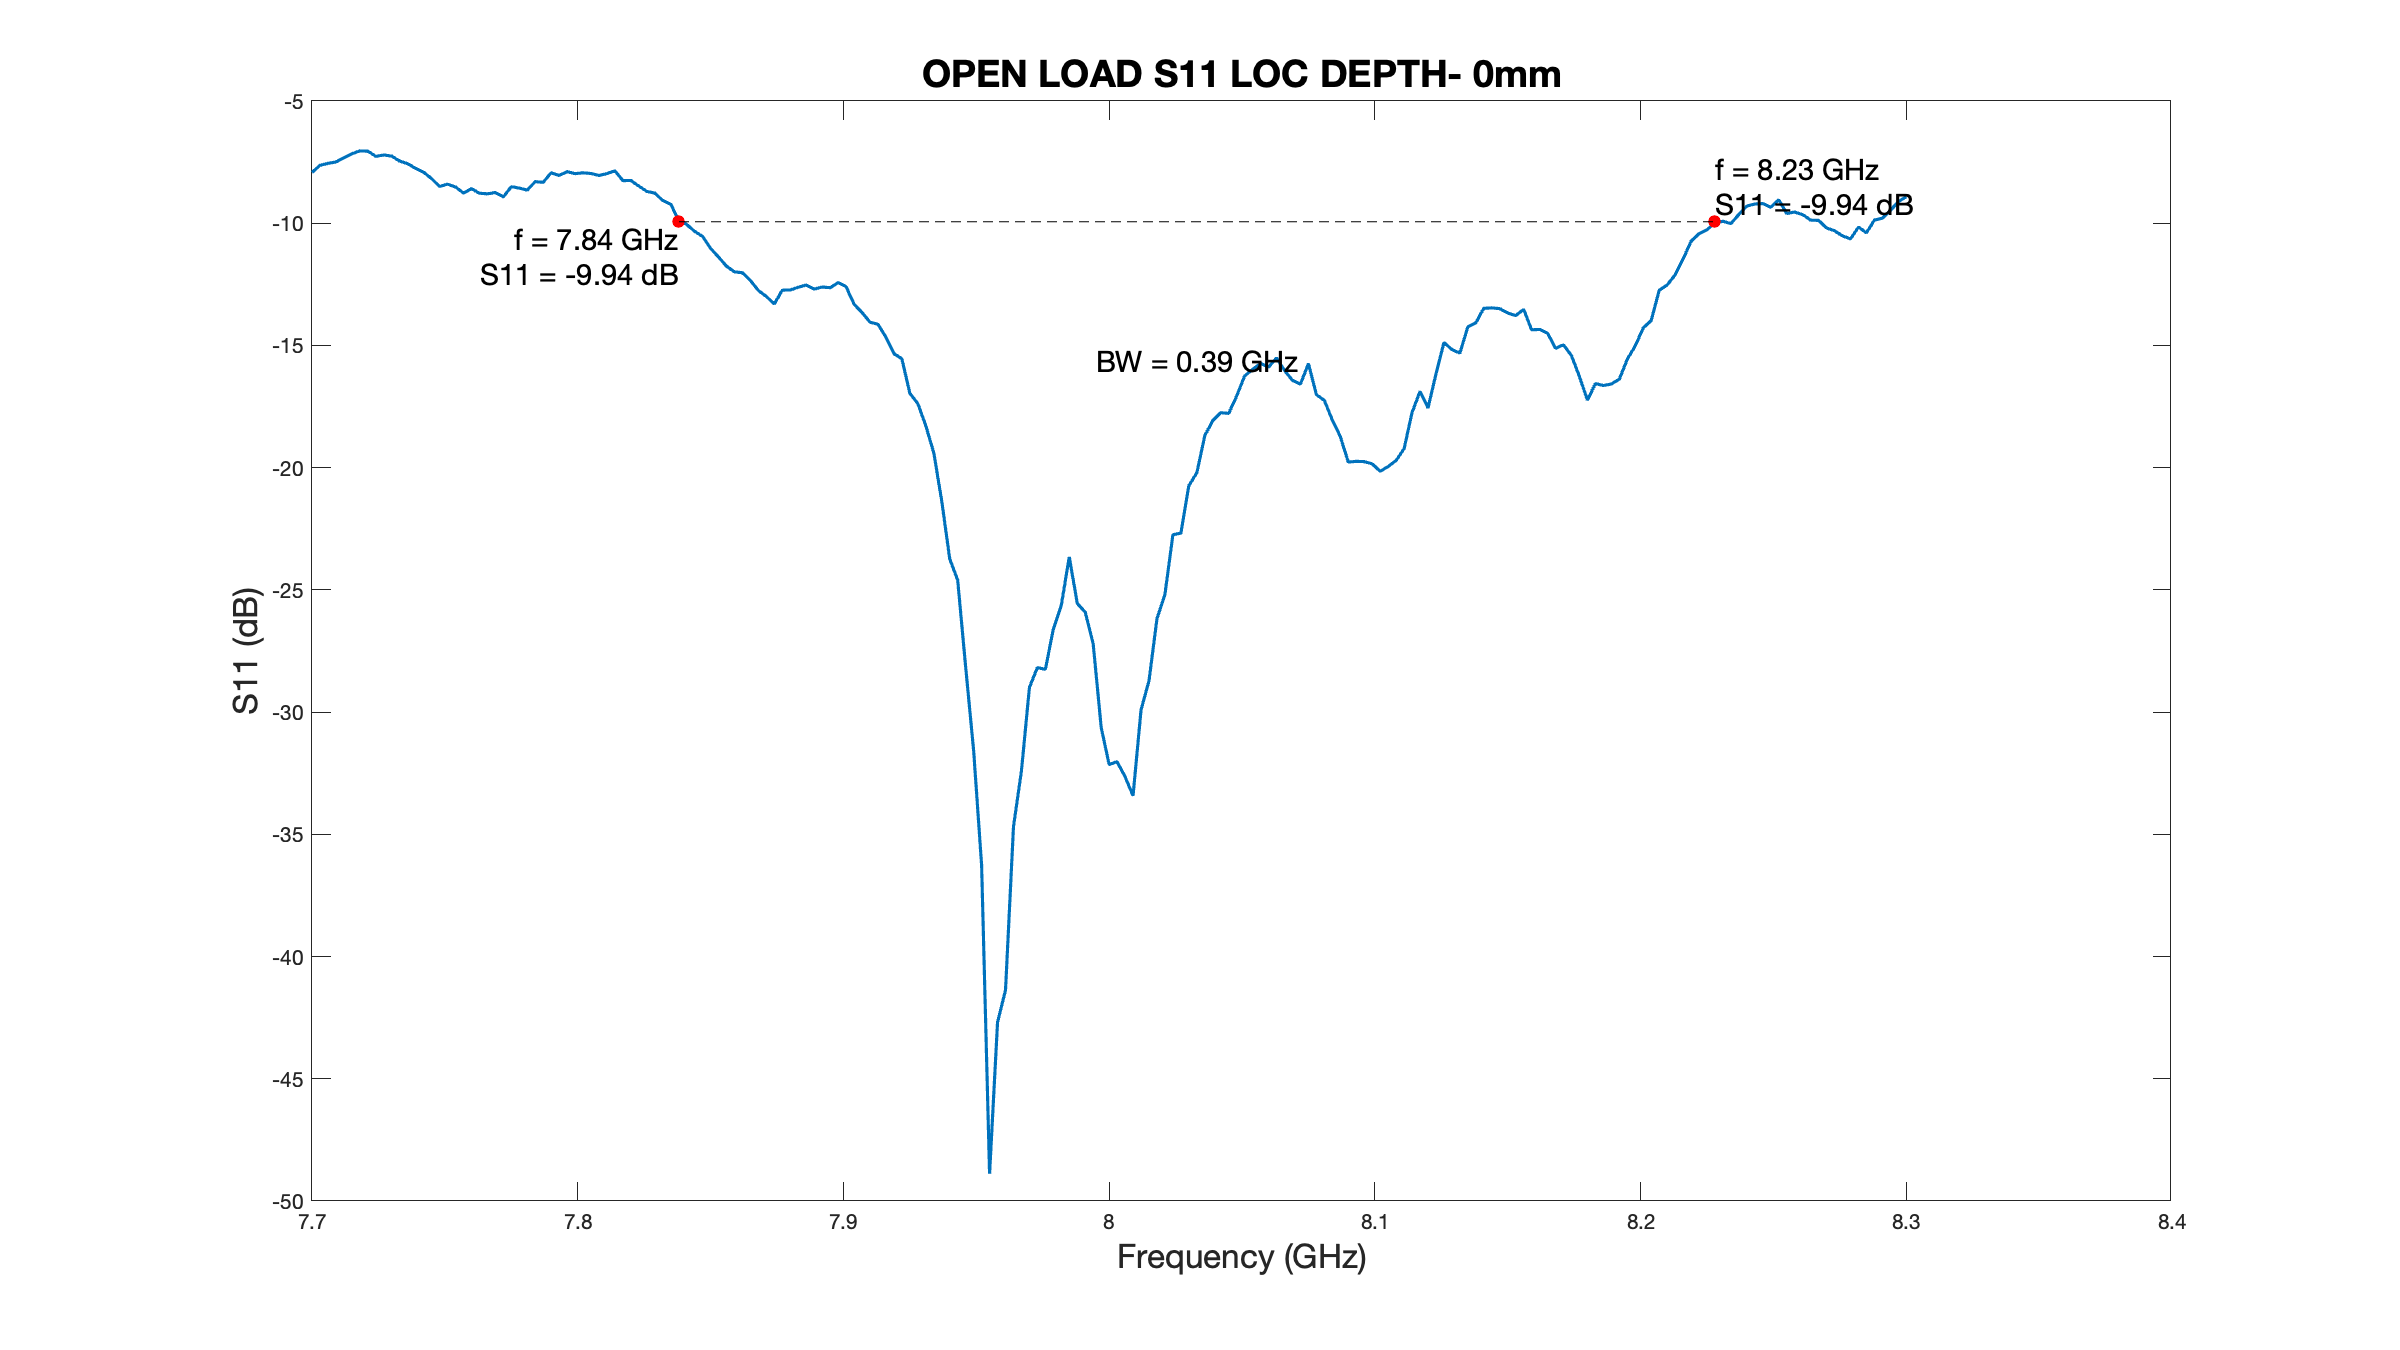 OPEN LOAD S11 LOC DEPTH- 0mm
-5
-10
-15
-20
-25
-30
-35
-40
-45
-50
S11 (dB)
f = 7.84 GHz
S11 = -9.94 dB
BW = 0.39 GHz
f = 8.23 GHz
S11 = -9.94 dB
7.7 7.8 7.9 8 8.1 8.2 8.3 8.4
Frequency (GHz)